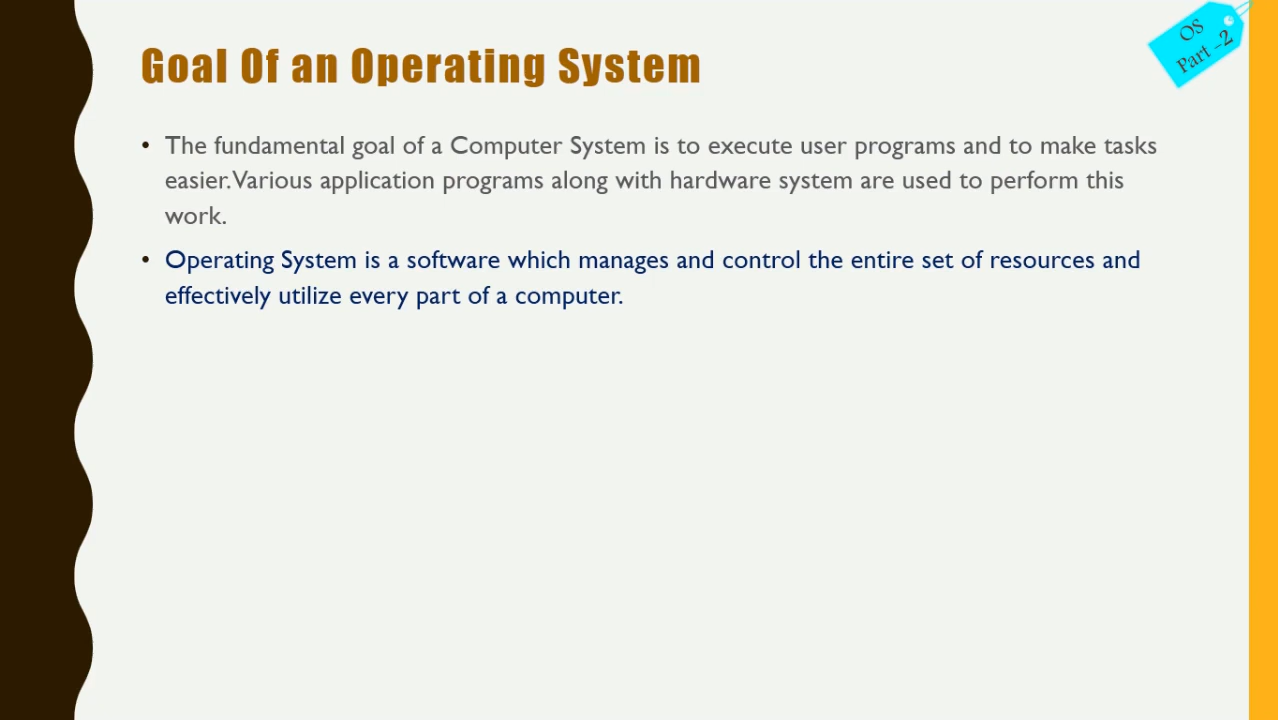 Goal Of an Operating System
OS
Part -2
• The fundamental goal of a Computer System is to execute user programs and to make tasks
easier. Various application programs along with hardware system are used to perform this
work.
• Operating System is a software which manages and control the entire set of resources and
effectively utilize every part of a computer.